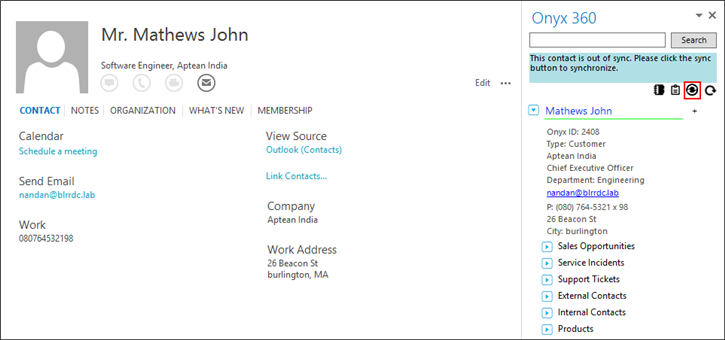 Mr. Mathews John
Software Engineer, Aptean India
Edit
CONTACT NOTES ORGANIZATION WHAT'S NEW MEMBERSHIP
Calendar
Schedule a meeting
Send Email
nandan@blrrdc.lab
Work
080764532198
View Source
Outlook (Contacts)
Link Contacts...
Company
Aptean India
Work Address
26 Beacon St
burlington, MA
Onyx 360
Search
This contact is out of sync. Please click the sync
button to synchronize.
Mathews John
Onyx ID: 2408
Type: Customer
Aptean India
Chief Executive Officer
Department: Engineering
nandan@blrrdc.lab
P: (080) 764-5321 x 98
26 Beacon St
City: burlington
Sales Opportunities
Service Incidents
Support Tickets
External Contacts
Internal Contacts
Products